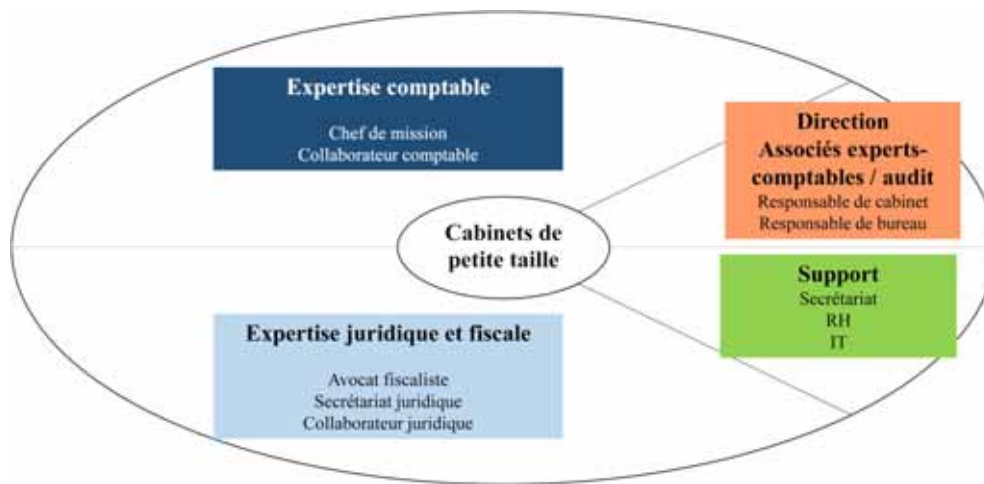 Expertise comptable
Chef de mission
Collaborateur comptable
Direction
Associés experts-
comptables / audit
Responsable de cabinet
Responsable de bureau
Cabinets de
petite taille
Support
Secrétariat
RH
IT
Expertise juridique et fiscale
Avocat fiscaliste
Secrétariat juridique
Collaborateur juridique